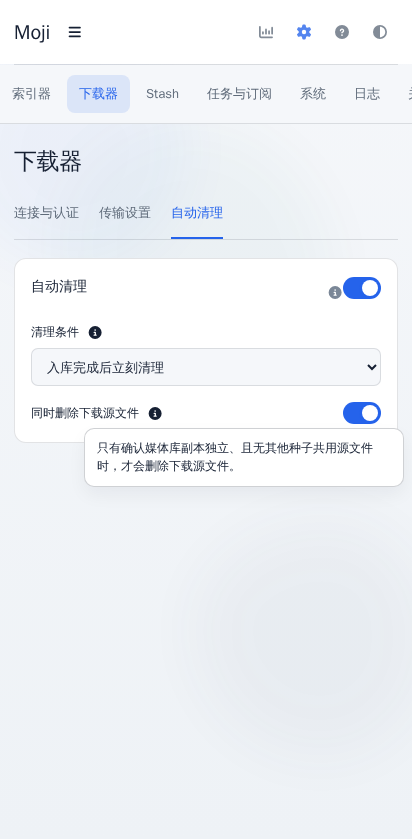 Moji
索引器 下载器 Stash 任务与订阅 系统 日志
下载器
连接与认证 传输设置 自动清理
自动清理
清理条件
入库完成后立刻清理
同时删除下载源文件
只有确认媒体库副本独立、且无其他种子共用源文件
时，才会删除下载源文件。